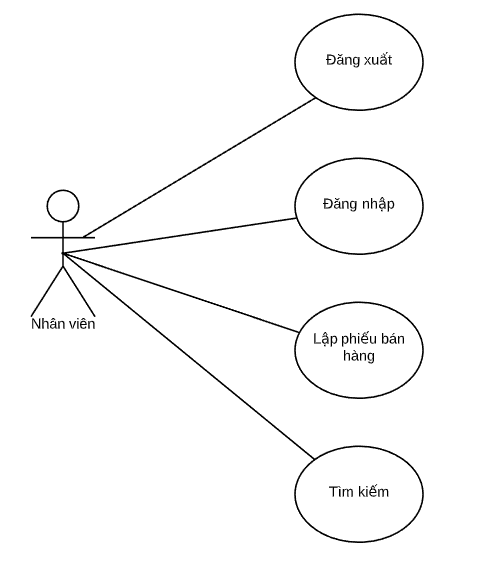 Đăng xuất
Đăng nhập
Nhân viên
Lập phiếu bán
hàng
Tìm kiếm